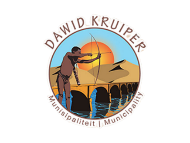 DAWID KRUIPER
Munisipaliteit | Municipality